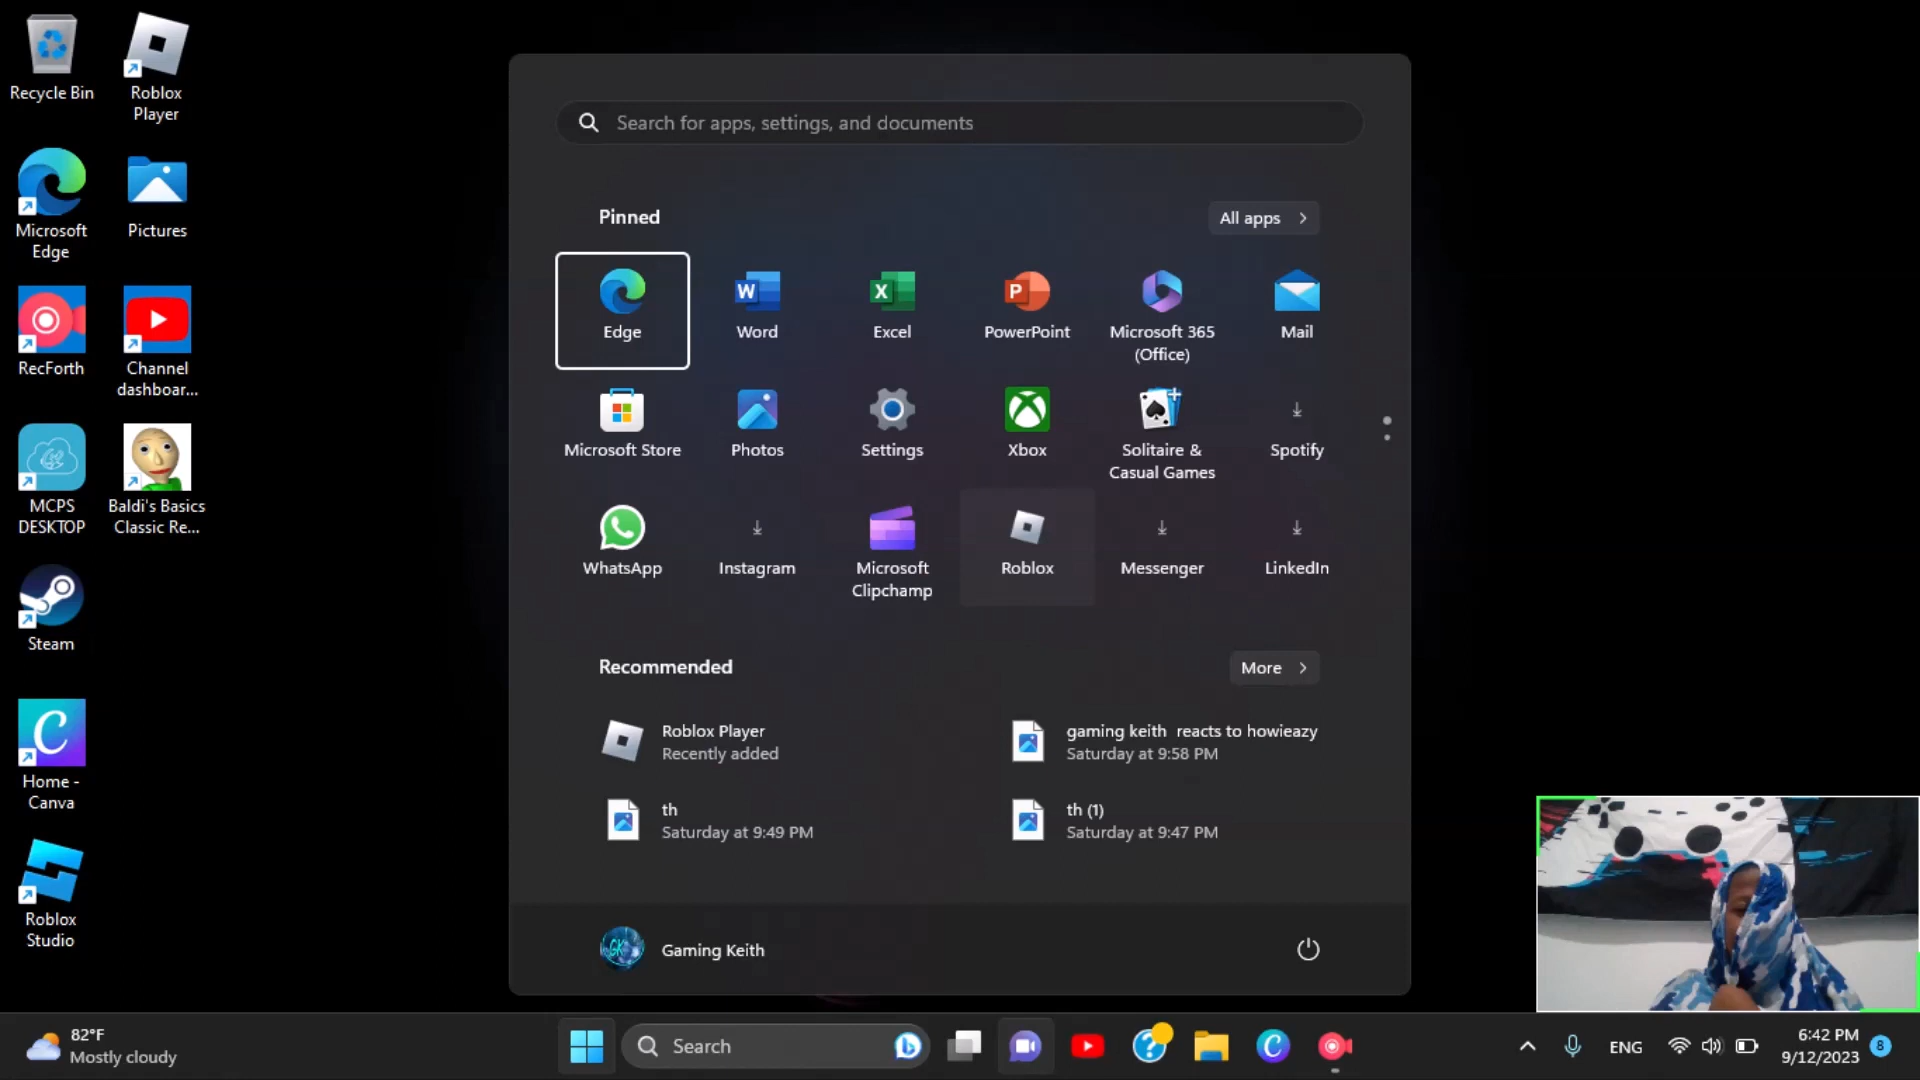 Recycle Bin
Roblox
Player
Microsoft
Edge
Pictures
RecForth
Channel
dashboar...
MCPS
DESKTOP
Baldi's Basics
Classic Re...
Steam
Home -
Canva
Roblox
Studio
Search for apps, settings, and documents
Pinned
All apps
Edge
Word
Excel
PowerPoint
Microsoft 365
(Office)
Mail
Microsoft Store
Photos
Settings
Xbox
Solitaire &
Casual Games
Spotify
WhatsApp
Instagram
Microsoft
Clipchamp
Roblox
Messenger
LinkedIn
Recommended
More
Roblox Player
Recently added
gaming keith reacts to howieazy
Saturday at 9:58 PM
th
Saturday at 9:49 PM
th (1)
Saturday at 9:47 PM
GK
Gaming Keith
82°F
Mostly cloudy
Search
ENG
6:42 PM
9/12/2023
8